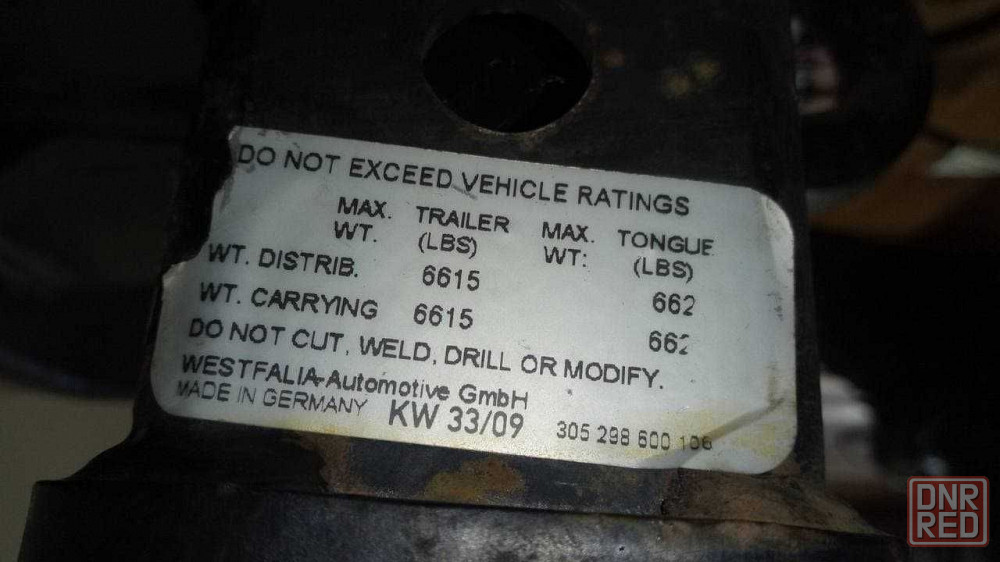 DO NOT EXCEED VEHICLE RATINGS
MAX. TRAILER MAX. TONGUE
WT. (LBS) WT: (LBS)
WT. DISTRIB. 6615 662
WT. CARRYING 6615 662
DO NOT CUT, WELD, DRILL OR MODIFY.
WESTFALIA-Automotive GmbH
MADE IN GERMANY KW 33/09 305 298 600 106
DNR
RED